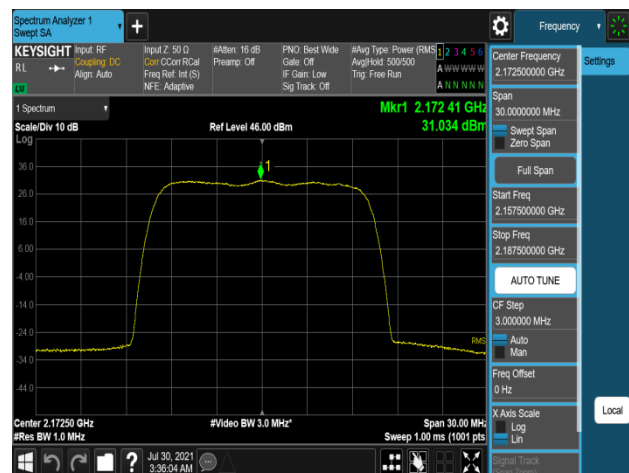 Spectrum Analyzer 1
Swept SA
Frequency
KEYSIGHT
RL
Input: RF
Coupling: DC
Align: Auto
Input Z: 50 Ω
Corr CCorr RCal
Freq Ref: Int (S)
NFE: Adaptive
#Atten: 16 dB
Preamp: Off
PNO: Best Wide
Gate: Off
IF Gain: Low
Sig Track: Off
#Avg Type: Power (RMS
Avg|Hold: 500/500
Trig: Free Run
1 2 3 4 5 6
A W W W W W
A N N N N N
1 Spectrum
Scale/Div 10 dB
Log
Ref Level 46.00 dBm
Mkr1 2.172 41 GHz
31.034 dBm
1
36.0
26.0
16.0
6.00
-4.00
-14.0
-24.0
-34.0
-44.0
RMS
Center 2.17250 GHz
#Res BW 1.0 MHz
#Video BW 3.0 MHz*
Span 30.00 MHz
Sweep 1.00 ms (1001 pts
?
Jul 30, 2021
3:36:04 AM
Center Frequency
2.172500000 GHz
Span
30.0000000 MHz
Swept Span
Zero Span
Full Span
Start Freq
2.157500000 GHz
Stop Freq
2.187500000 GHz
AUTO TUNE
CF Step
3.000000 MHz
Auto
Man
Freq Offset
0 Hz
X Axis Scale
Log
Lin
Signal Track
Settings
Local